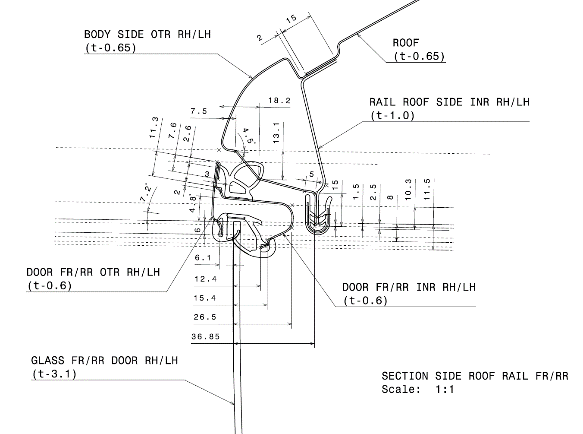 15
2
BODY SIDE OTR RH/LH
(t-0.65)
ROOF
(t-0.65)
18.2
RAIL ROOF SIDE INR RH/LH
(t-1.0)
7.5
11.3
7.6
2.6
4.5°
13.1
3
2
5
15
1.5
2.5
8
10.3
11.5
7.2°
4.8
6
6.1
DOOR FR/RR OTR RH/LH
(t-0.6)
12.4
DOOR FR/RR INR RH/LH
(t-0.6)
15.4
26.5
36.85
GLASS FR/RR DOOR RH/LH
(t-3.1)
SECTION SIDE ROOF RAIL FR/RR
Scale: 1:1